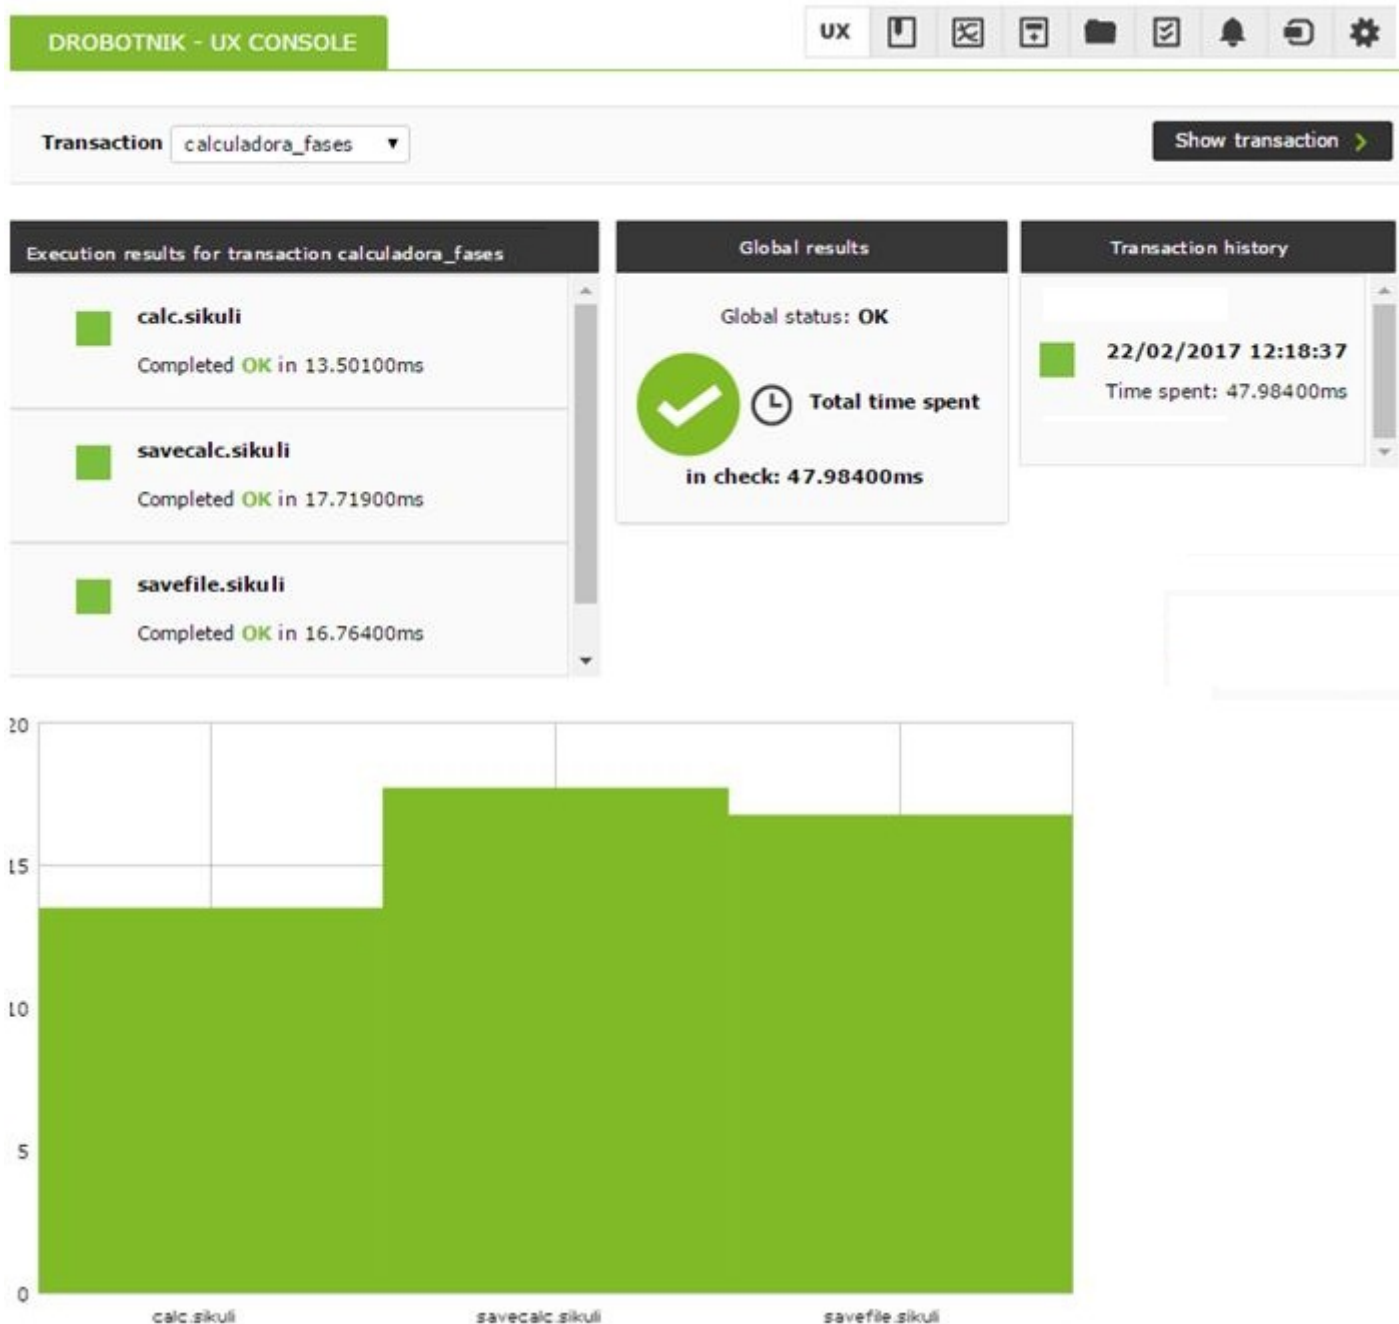 DROBOTNIK - UX CONSOLE
UX
Transaction calculadora_fases
Show transaction
Execution results for transaction calculadora_fases
calc.sikuli
Completed OK in 13.50100ms
savecalc.sikuli
Completed OK in 17.71900ms
savefile.sikuli
Completed OK in 16.76400ms
Global results
Global status: OK
Total time spent
in check: 47.98400ms
Transaction history
22/02/2017 12:18:37
Time spent: 47.98400ms
20
15
10
5
0
calc.sikuli savecalc.sikuli savefile.sikuli